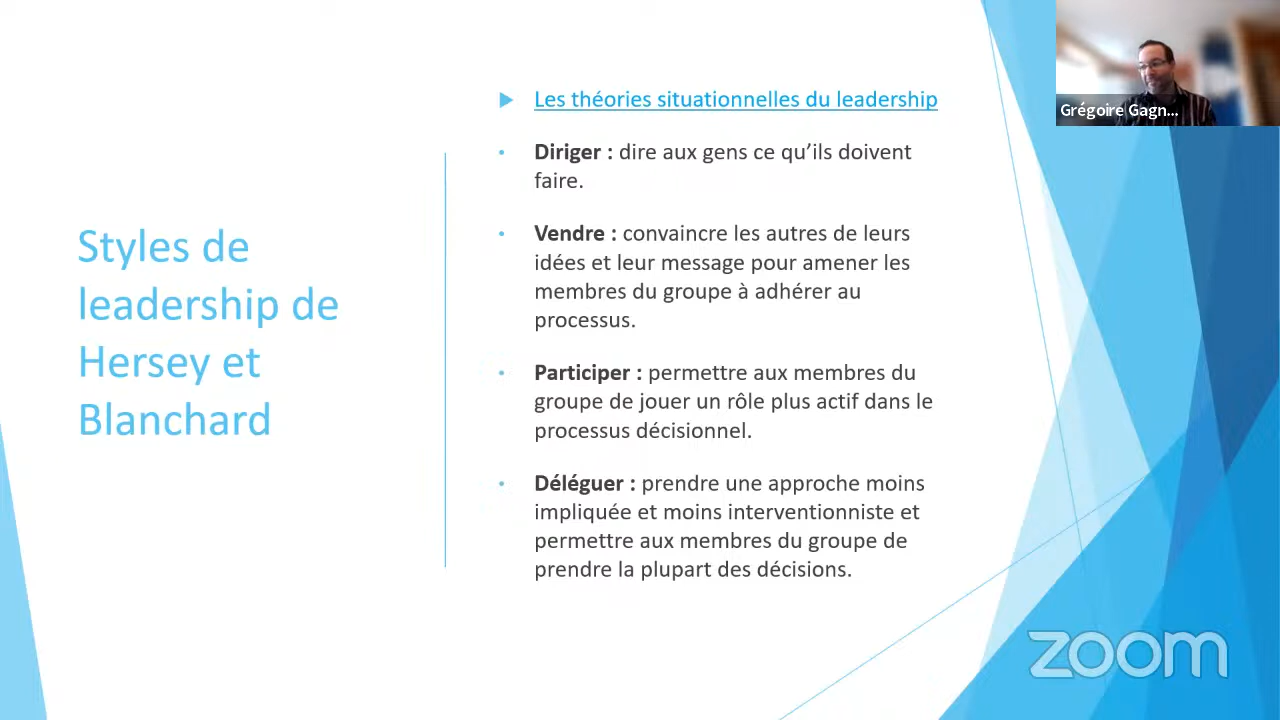 Styles de
leadership de
Hersey et
Blanchard
Les théories situationnelles du leadership
Diriger : dire aux gens ce qu’ils doivent
faire.
Vendre : convaincre les autres de leurs
idées et leur message pour amener les
membres du groupe à adhérer au
processus.
Participer : permettre aux membres du
groupe de jouer un rôle plus actif dans le
processus décisionnel.
Déléguer : prendre une approche moins
impliquée et moins interventionniste et
permettre aux membres du groupe de
prendre la plupart des décisions.
Grégoire Gagn...
zoom